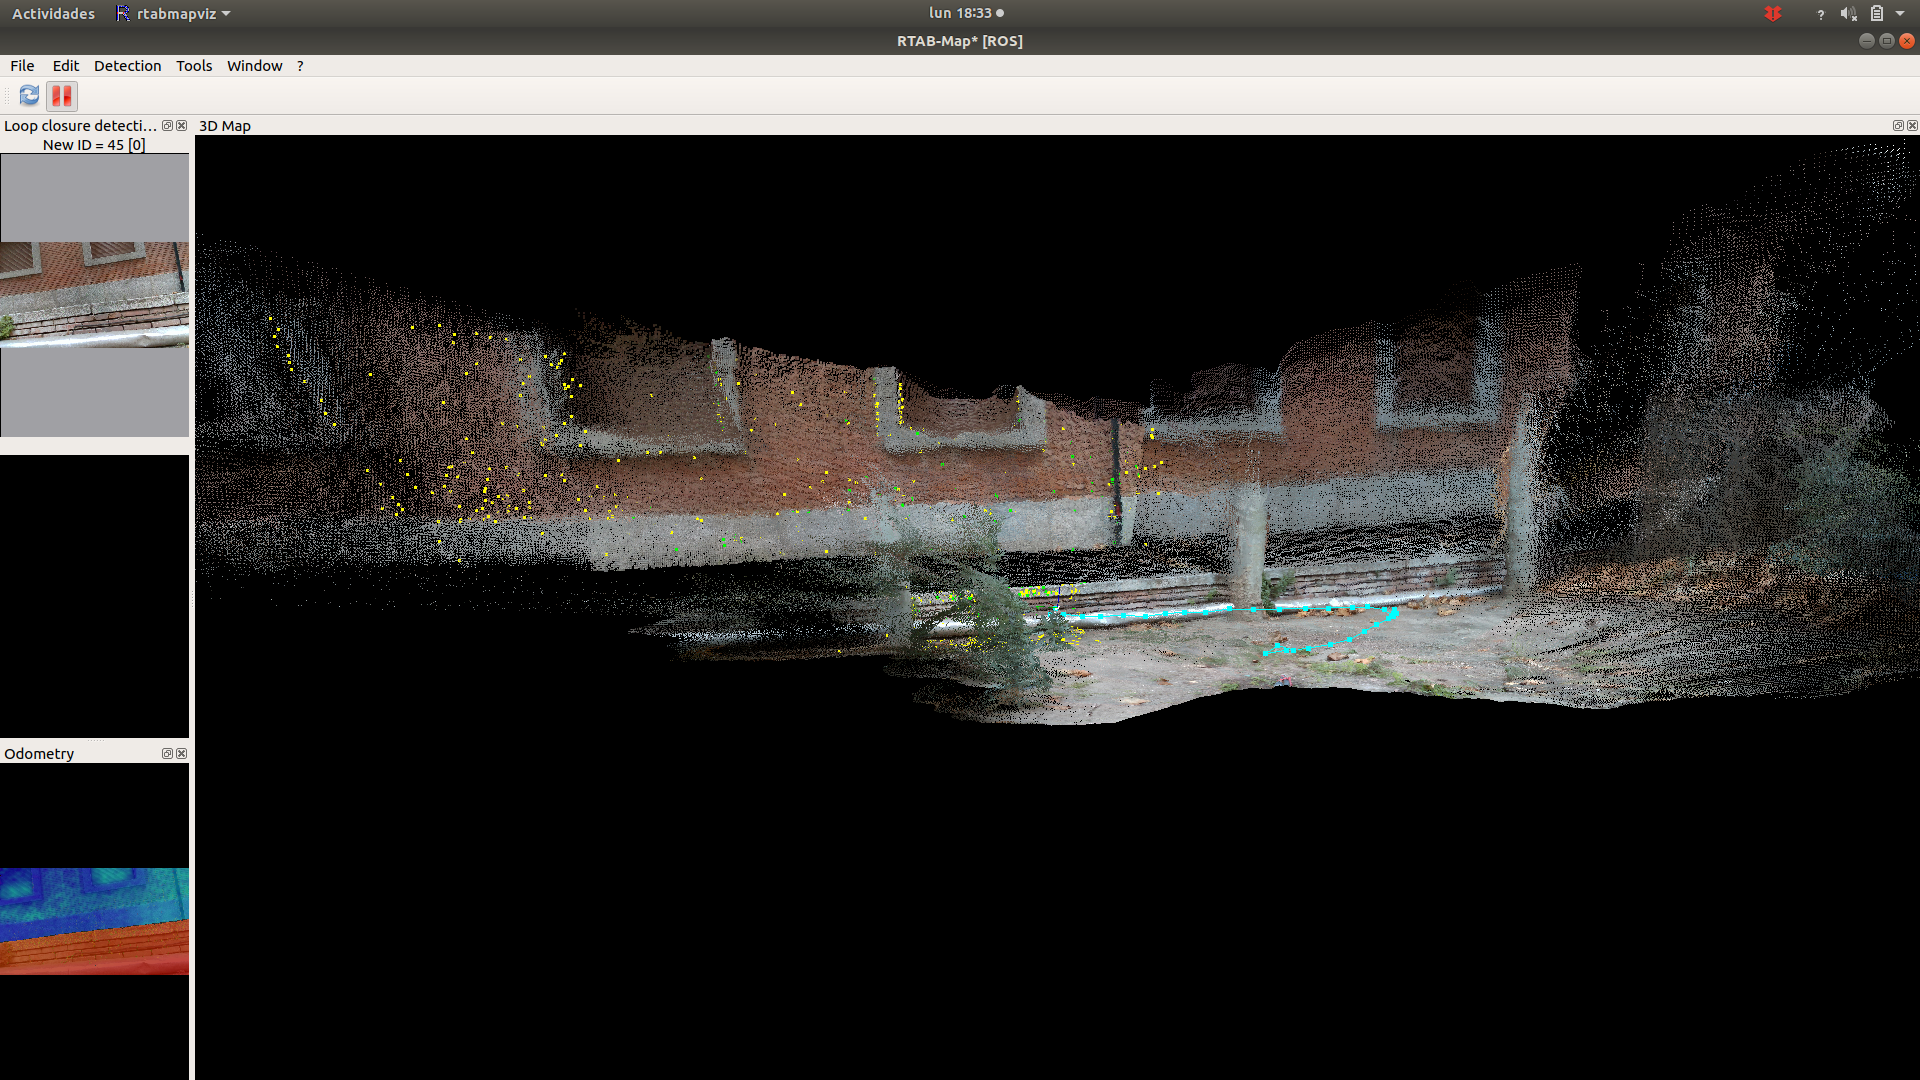 Actividades rtabmapviz lun 18:33 ?
RTAB-Map* [ROS]
File Edit Detection Tools Window ?
Loop closure detecti... 3D Map
New ID = 45 [0]
Odometry